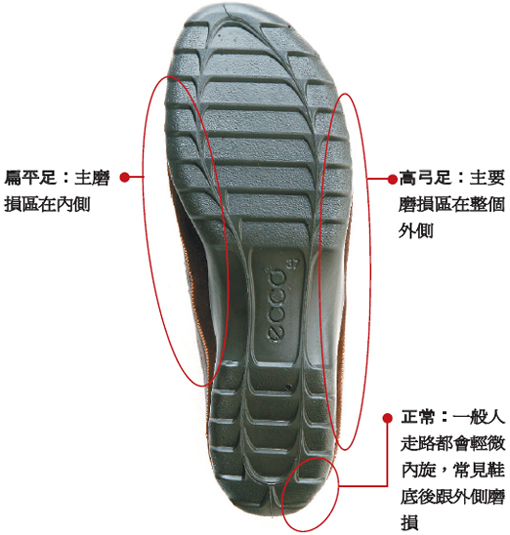 扁平足：主磨
損區在內側
高弓足：主要
磨損區在整個
外側
37
ecco
正常：一般人
走路都會輕微
內旋，常見鞋
底後跟外側磨
損